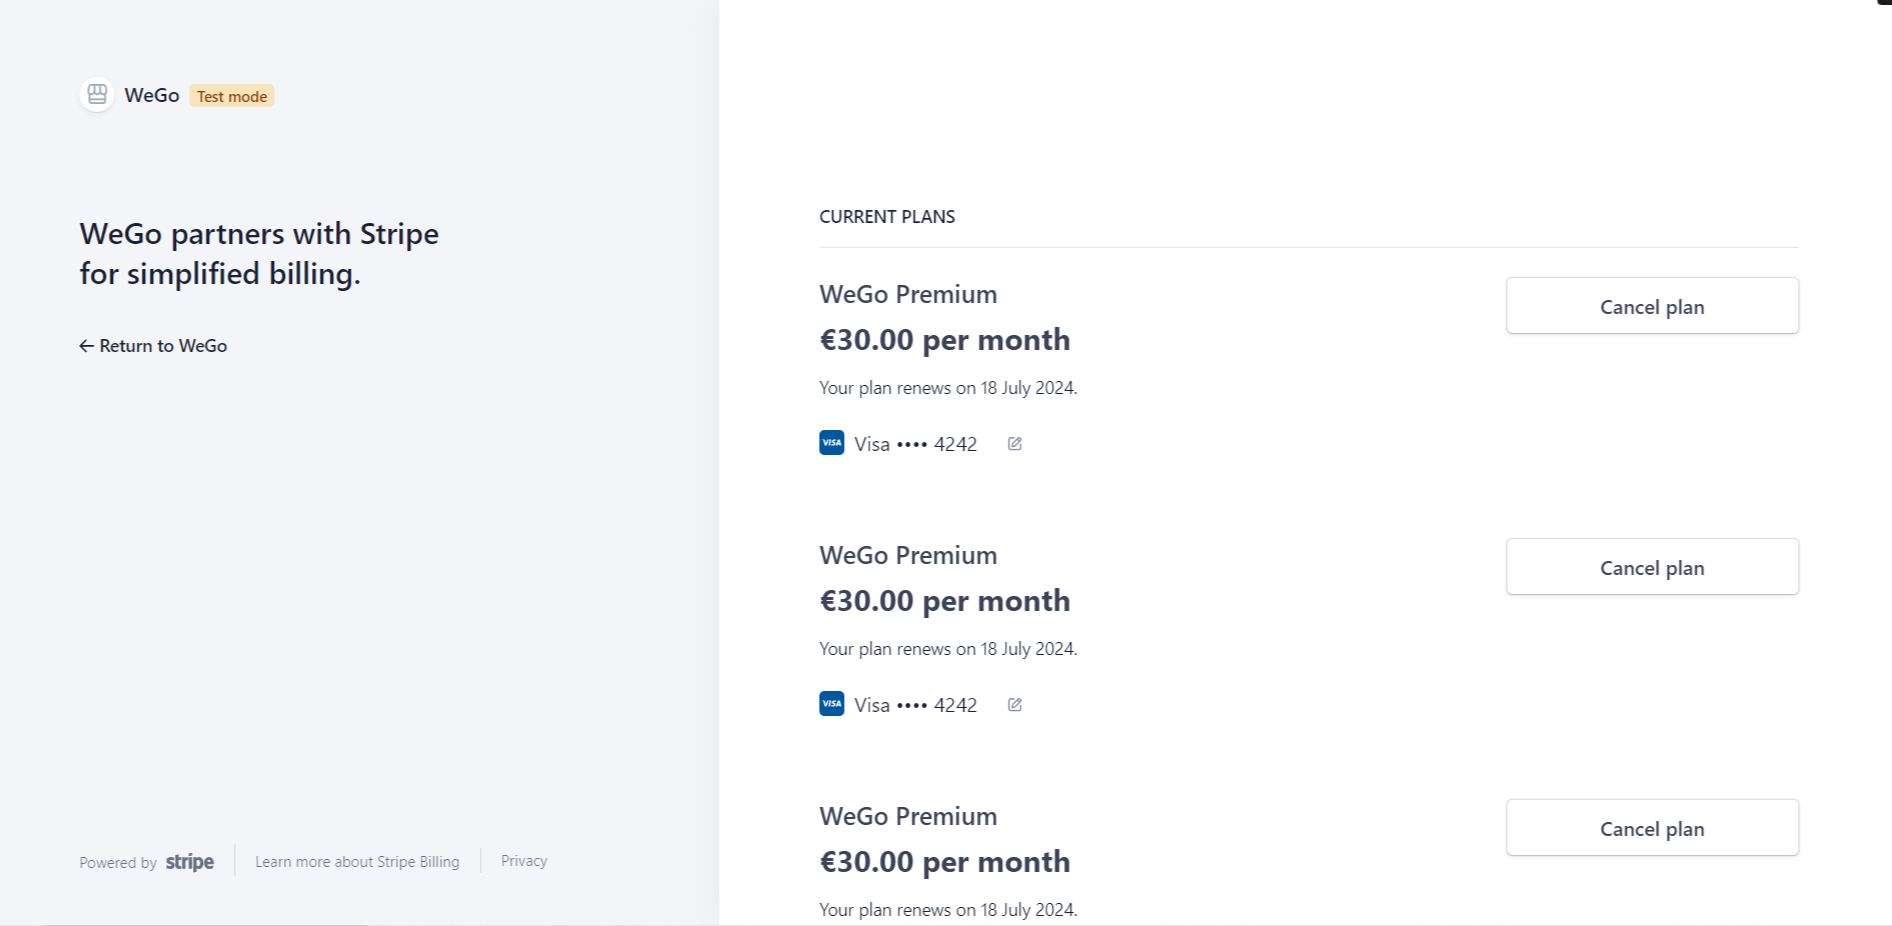 WeGo Test mode
WeGo partners with Stripe
for simplified billing.
← Return to WeGo
Powered by stripe
Learn more about Stripe Billing
Privacy
CURRENT PLANS
WeGo Premium
Cancel plan
€30.00 per month
Your plan renews on 18 July 2024.
VISA Visa •••• 4242
WeGo Premium
Cancel plan
€30.00 per month
Your plan renews on 18 July 2024.
VISA Visa •••• 4242
WeGo Premium
Cancel plan
€30.00 per month
Your plan renews on 18 July 2024.